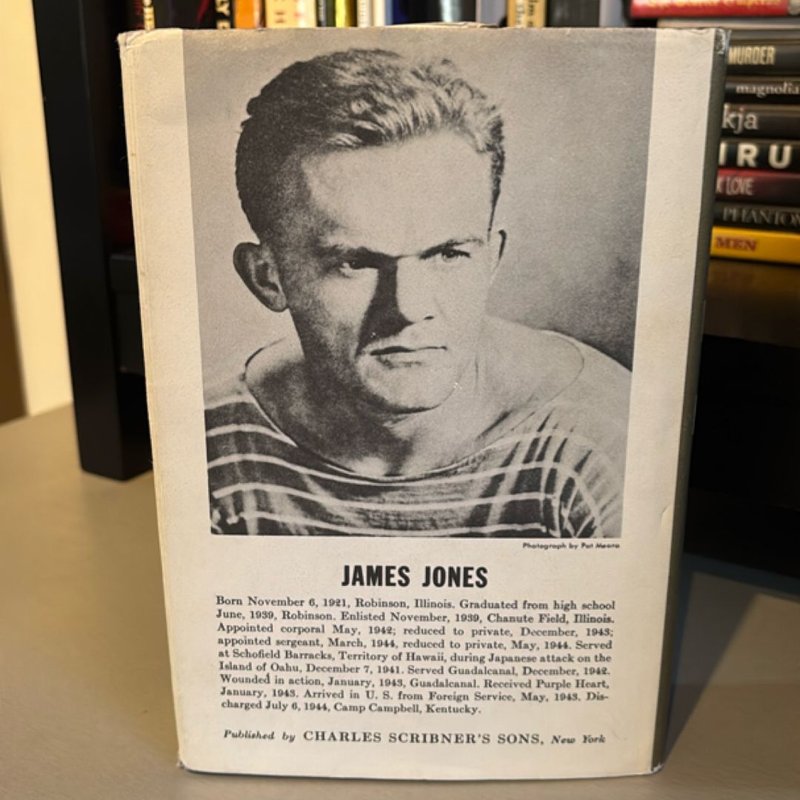 MURDER
magnolia
kja
IRU
LOVE
PHANTOM
MEN
Photograph by Pat Meara
JAMES JONES
Born November 6, 1921, Robinson, Illinois. Graduated from high school
June, 1939, Robinson. Enlisted November, 1939, Chanute Field, Illinois.
Appointed corporal May, 1942; reduced to private, December, 1943;
appointed sergeant, March, 1944, reduced to private, May, 1944. Served
at Schofield Barracks, Territory of Hawaii, during Japanese attack on the
Island of Oahu, December 7, 1941. Served Guadalcanal, December, 1942.
Wounded in action, January, 1943, Guadalcanal. Received Purple Heart,
January, 1943. Arrived in U. S. from Foreign Service, May, 1943. Dis-
charged July 6, 1944, Camp Campbell, Kentucky.
Published by CHARLES SCRIBNER'S SONS, New York